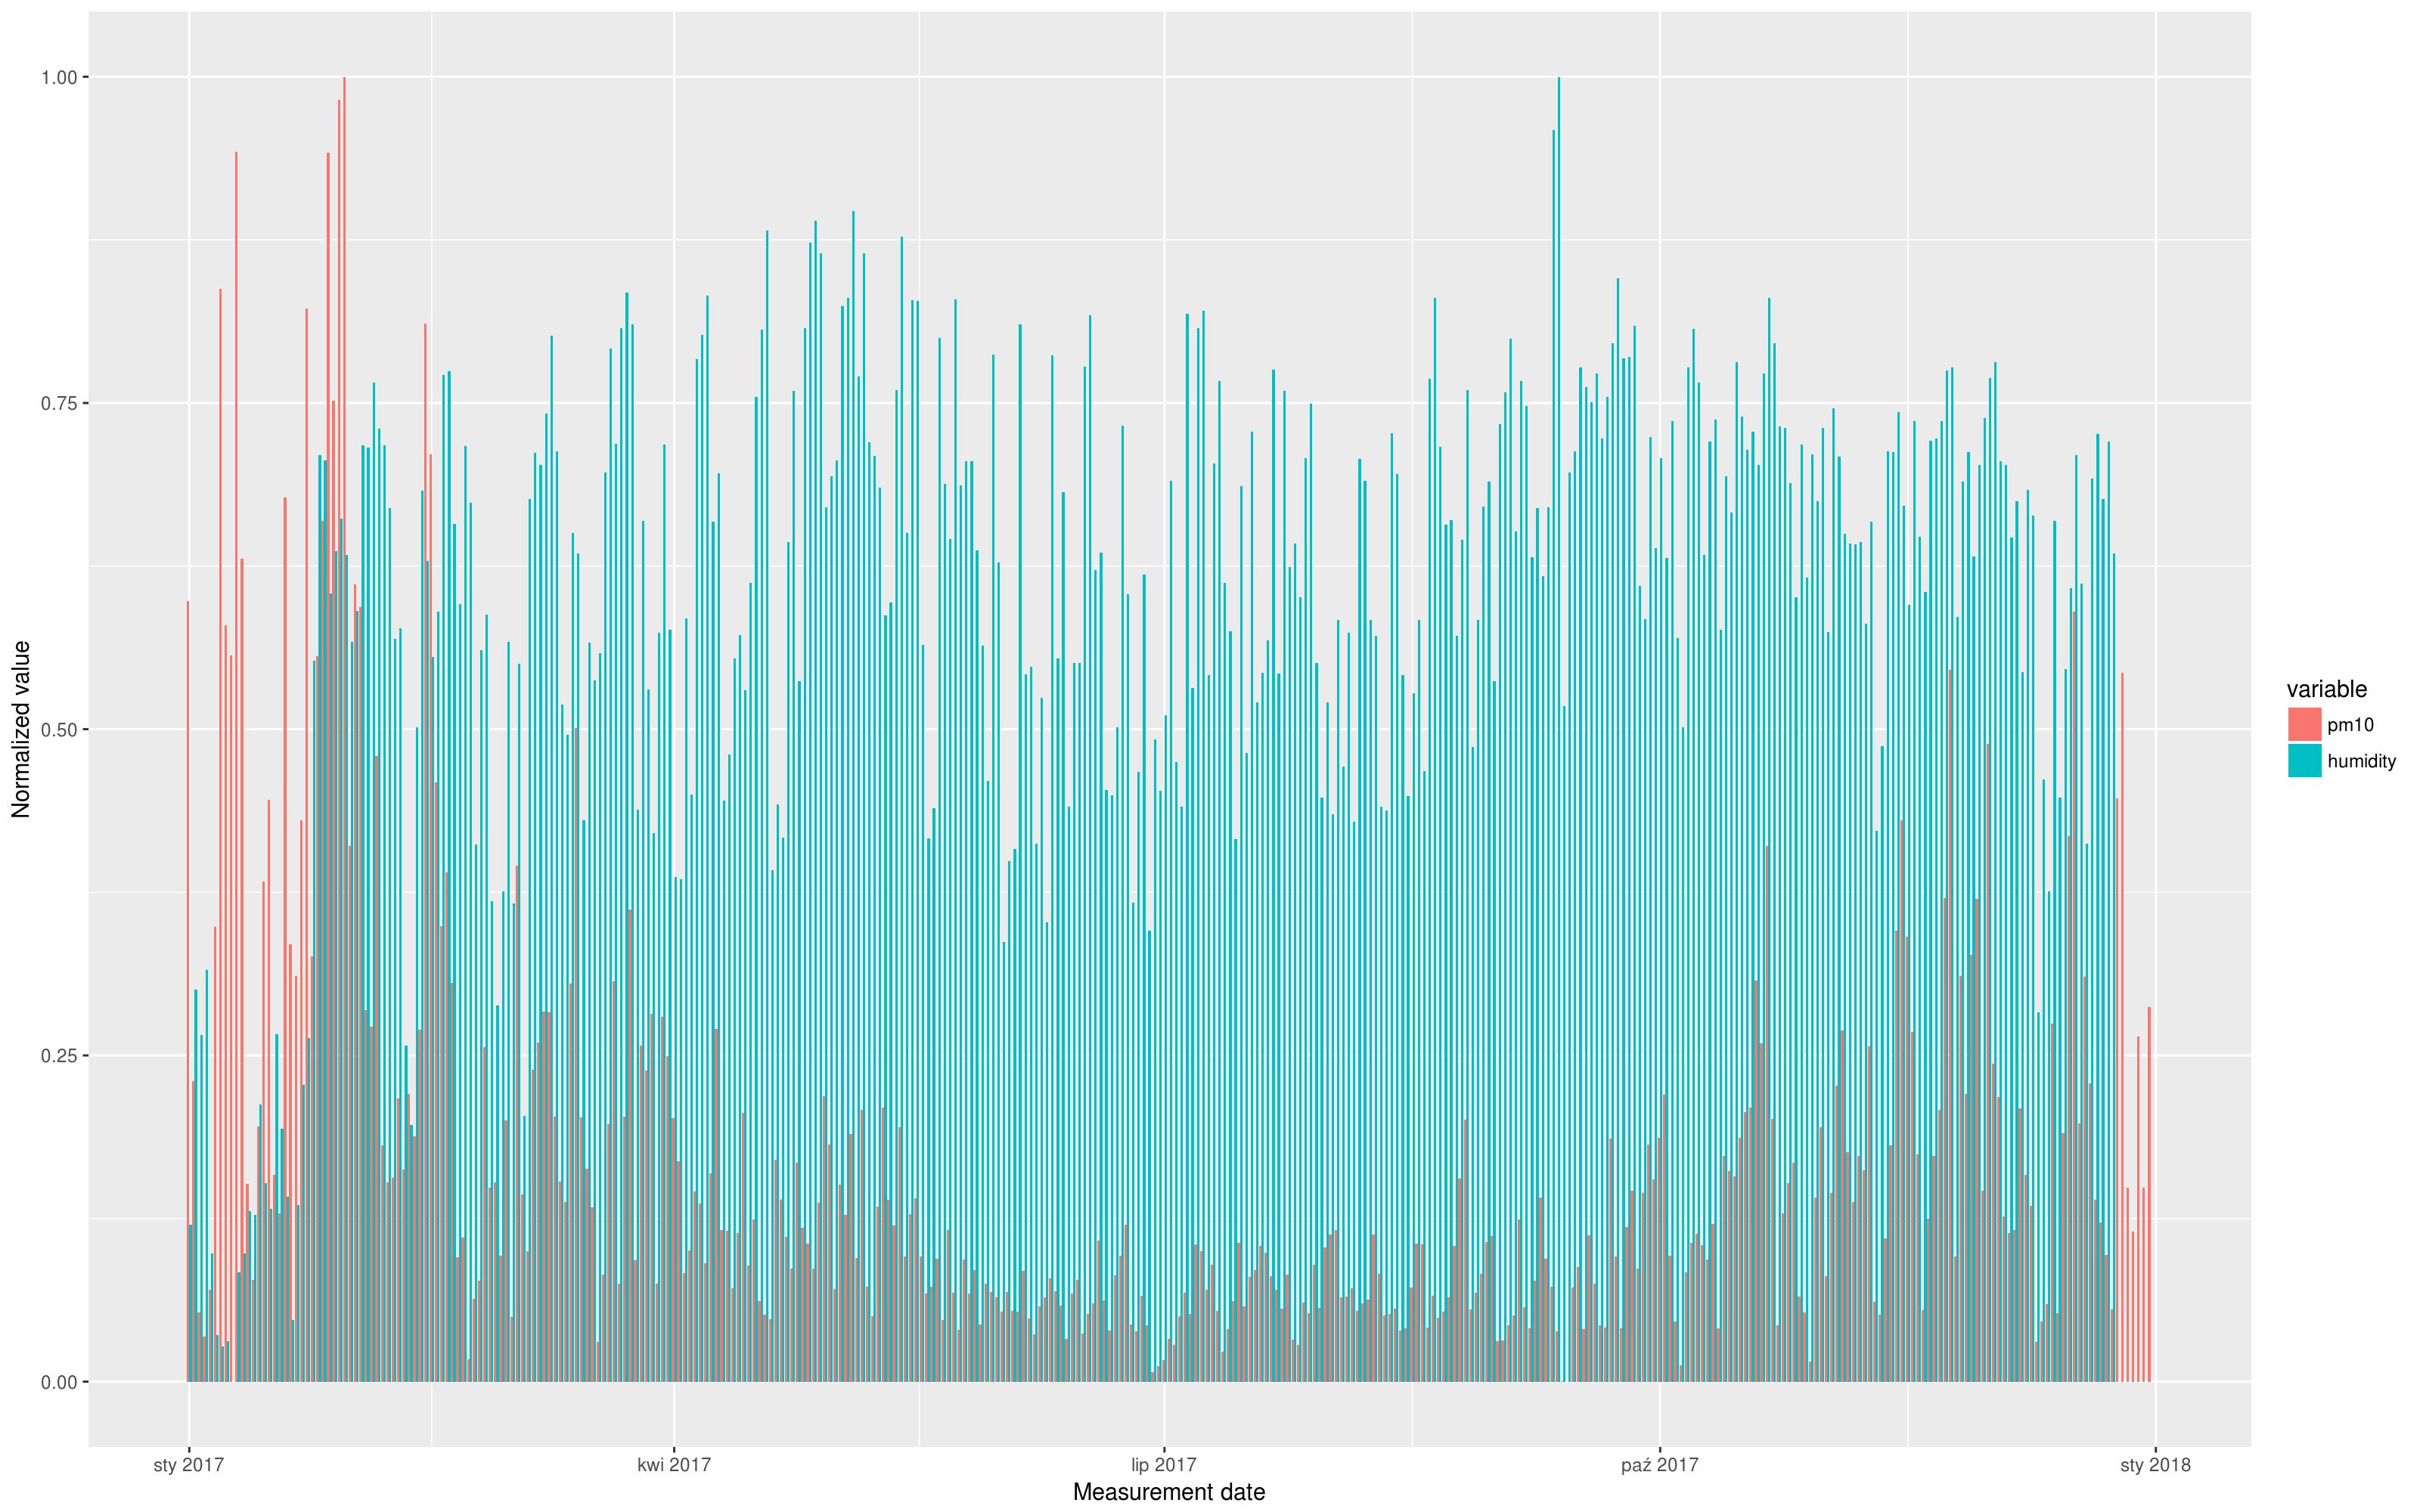 1.00
0.75
0.50
0.25
0.00
Normalized value
sty 2017
kwi 2017
lip 2017
paź 2017
sty 2018
Measurement date
variable
pm10
humidity